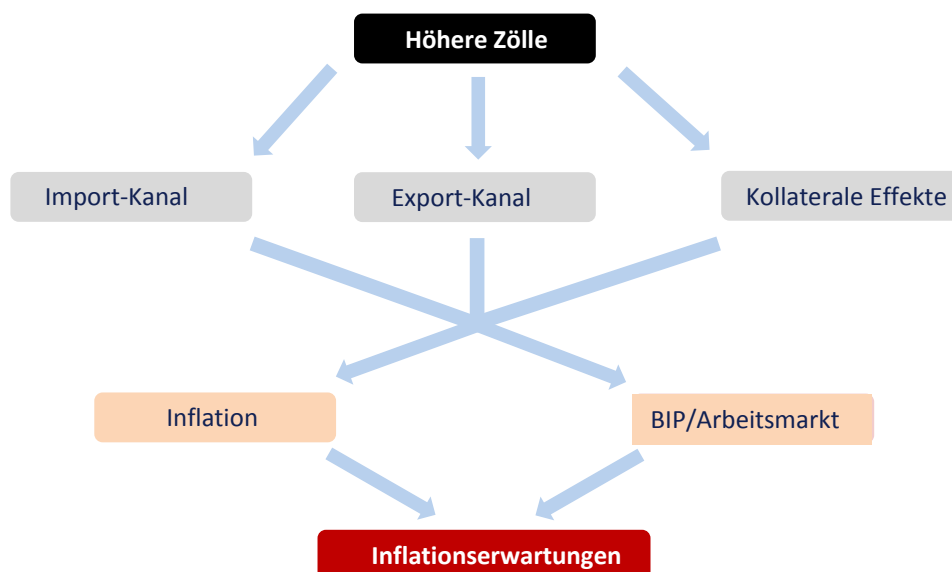 Höhere Zölle
Import-Kanal
Export-Kanal
Kollaterale Effekte
Inflation
BIP/Arbeitsmarkt
Inflationserwartungen